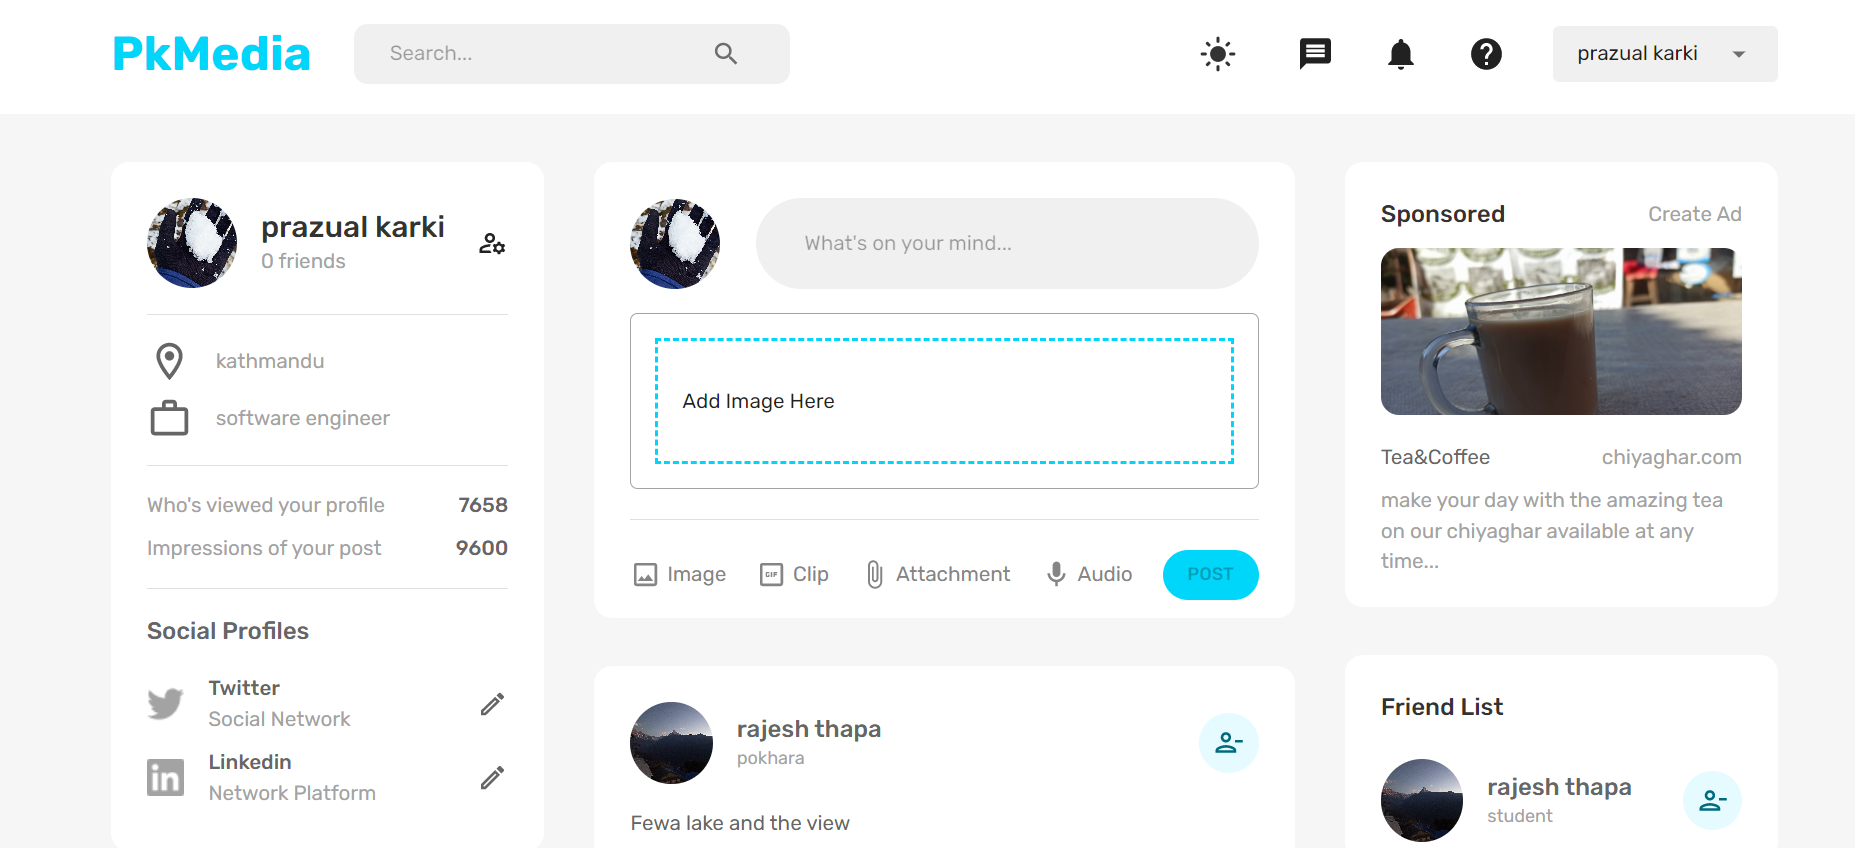 PkMedia
Search...
prazual karki
prazual karki
0 friends
kathmandu
software engineer
Who's viewed your profile 7658
Impressions of your post 9600
Social Profiles
Twitter
Social Network
Linkedin
Network Platform
What's on your mind...
Add Image Here
Image GIF Clip Attachment Audio POST
rajesh thapa
pokhara
Fewa lake and the view
Sponsored Create Ad
Tea&Coffee chiyaghar.com
make your day with the amazing tea
on our chiyaghar available at any
time...
Friend List
rajesh thapa
student